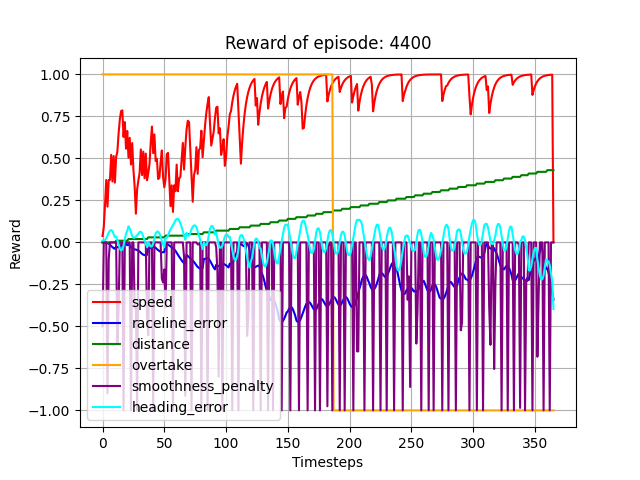 Reward of episode: 4400
1.00
0.75
0.50
0.25
0.00
−0.25
−0.50
−0.75
−1.00
Reward
speed
raceline_error
distance
overtake
smoothness_penalty
heading_error
0 50 100 150 200 250 300 350
Timesteps